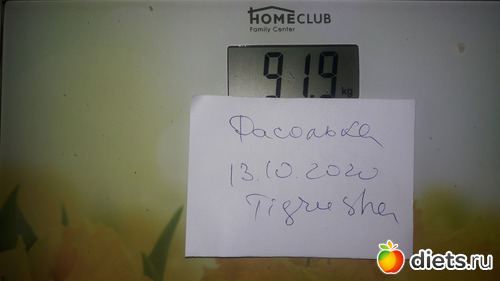 HOMECLUB
Family Center
91.9 kg
Фасолька
13.10.2020
Tigrusha
diets.ru